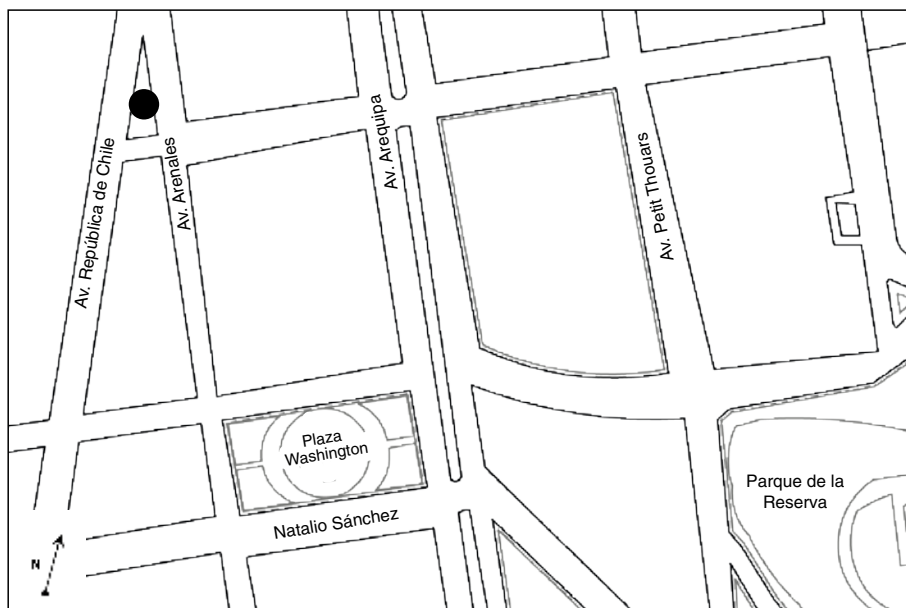 Av. República de Chile
Av. Arenales
Av. Arequipa
Av. Petit Thouars
Plaza
Washington
Natalio Sánchez
Parque de la
Reserva
N